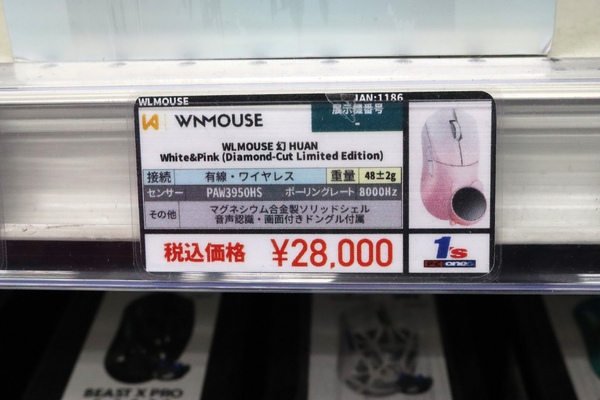 WLMOUSE
JAN:1186
展示機番号
WNMOUSE
WLMOUSE 幻 HUAN
White&Pink (Diamond-Cut Limited Edition)
接続 有線・ワイヤレス 重量 48±2g
センサー PAW3950HS ポーリングレート 8000Hz
その他 マグネシウム合金製ソリッドシェル
音声認識・画面付きドングル付属
税込価格 ¥28,000
1's
BEAST X PRO